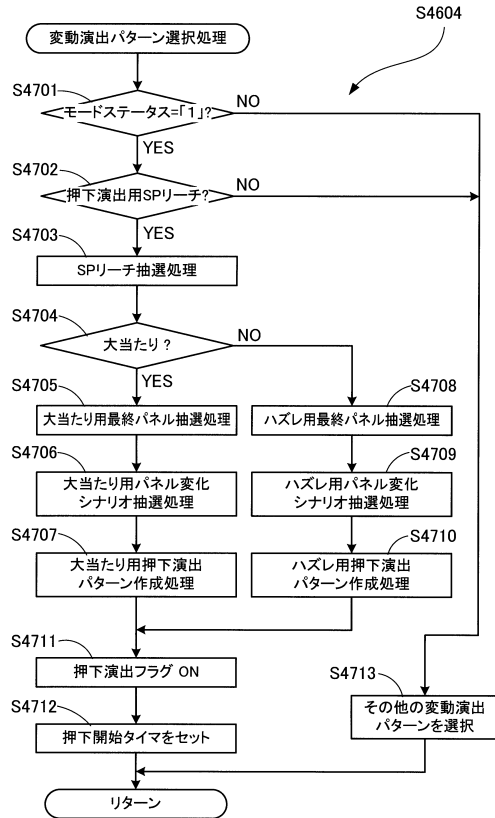 S4604
変動演出パターン選択処理
S4701
モードステータス=「1」?
NO
YES
S4702
押下演出用SPリーチ?
NO
YES
S4703
SPリーチ抽選処理
S4704
大当たり?
NO
YES
S4705
大当たり用最終パネル抽選処理
S4708
ハズレ用最終パネル抽選処理
S4706
大当たり用パネル変化
シナリオ抽選処理
S4709
ハズレ用パネル変化
シナリオ抽選処理
S4707
大当たり用押下演出
パターン作成処理
S4710
ハズレ用押下演出
パターン作成処理
S4711
押下演出フラグ ON
S4712
押下開始タイマをセット
S4713
その他の変動演出
パターンを選択
リターン